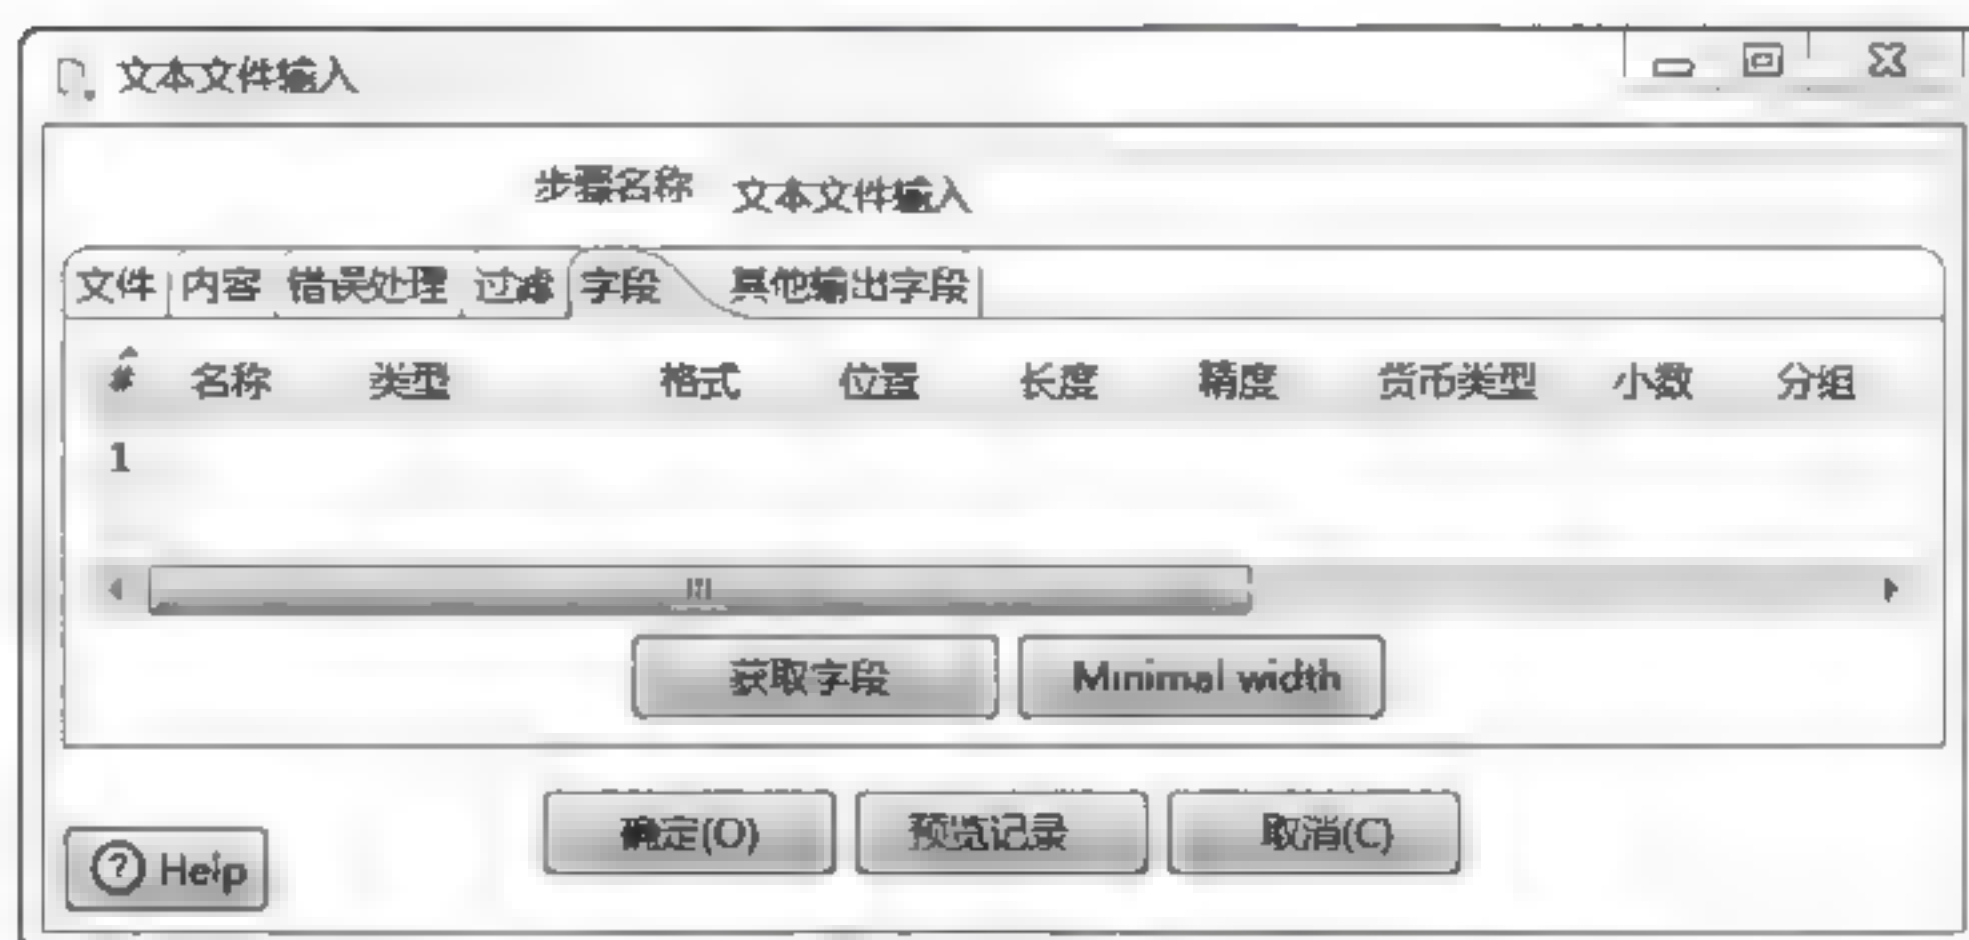 文本文件输入
步骤名称 文本文件输入
文件 内容 错误处理 过滤 字段 其他输出字段
# 名称 类型 格式 位置 长度 精度 货币类型 小数 分组
1
获取字段 Minimal width
确定(O) 预览记录 取消(C)
Help